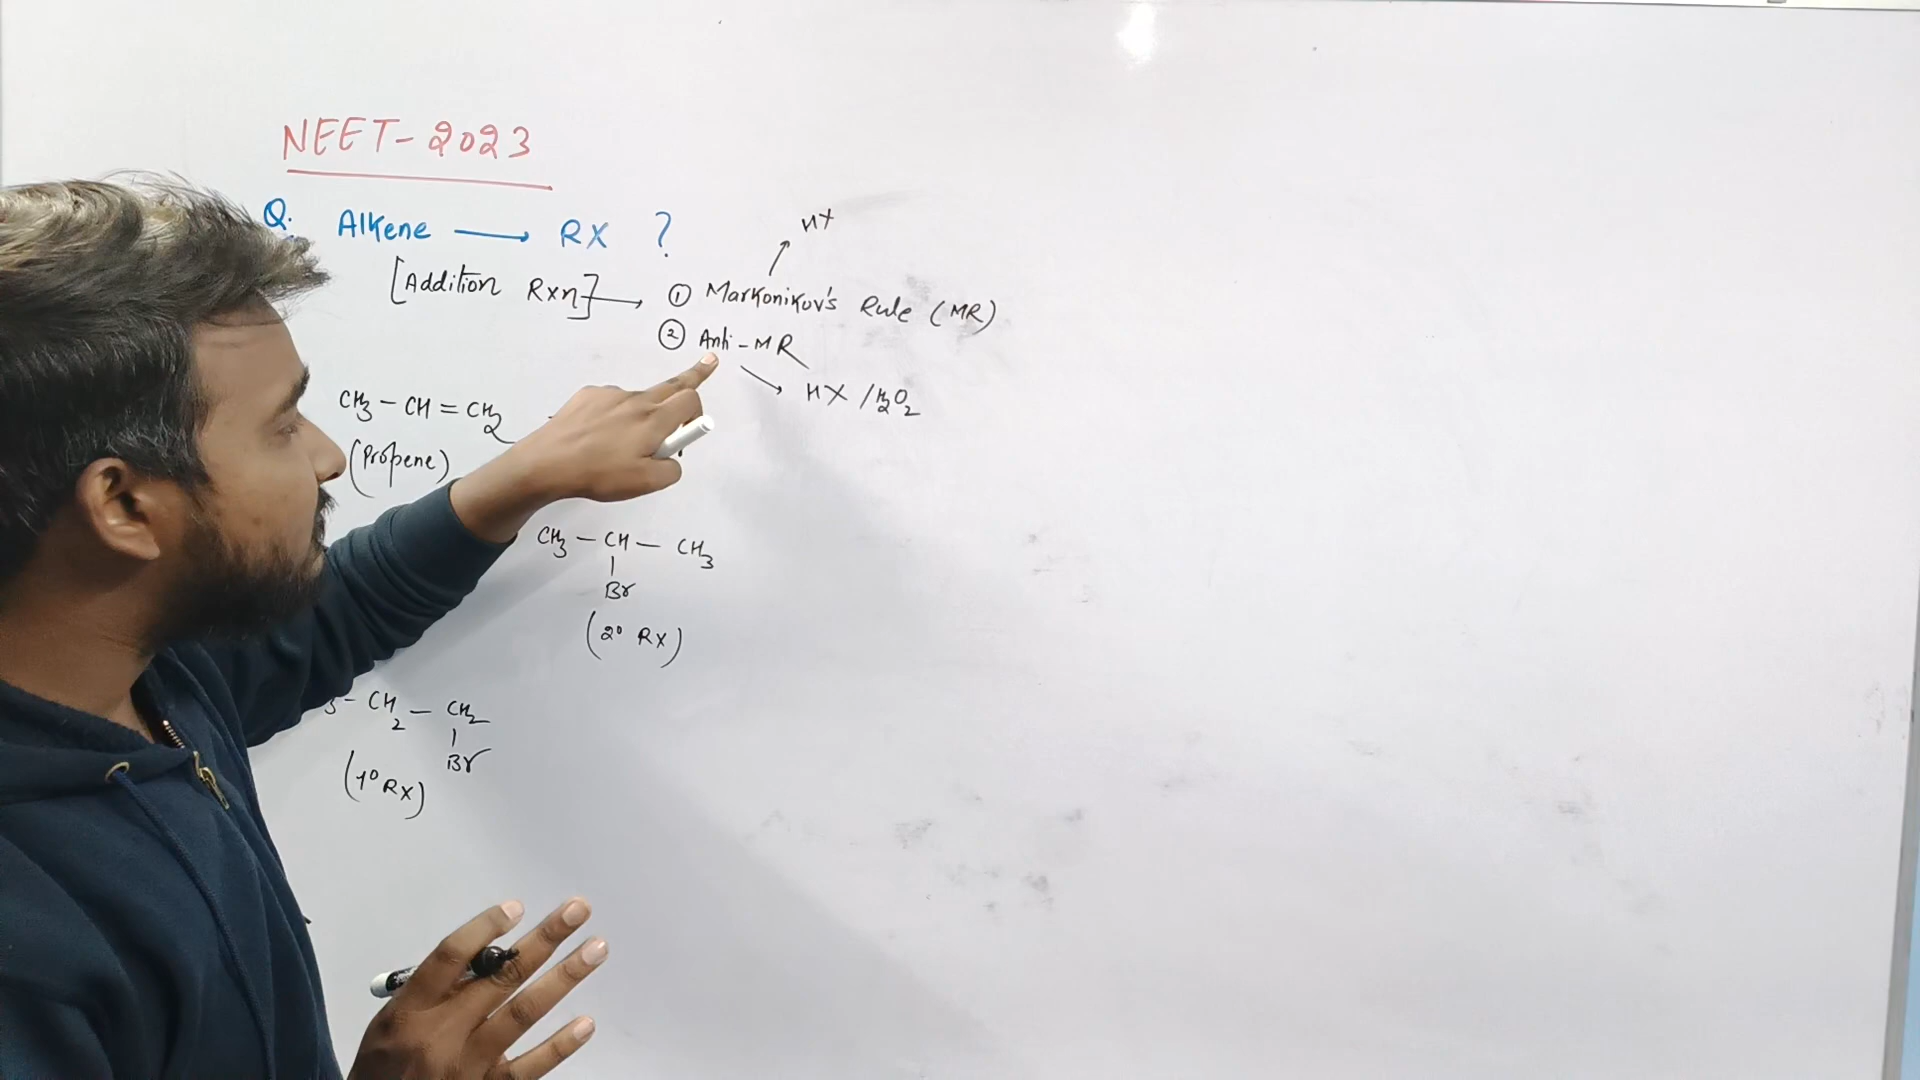 NEET-2023
Q. Alkene → RX ?
HX
[Addition Rxn] → ① Markonikov's Rule (MR)
② Anti-MR
HX/H2O2
CH3-CH=CH2
(Propene)
CH3-CH-CH3
Br
(2° RX)
3-CH2-CH2
Br
(1° RX)